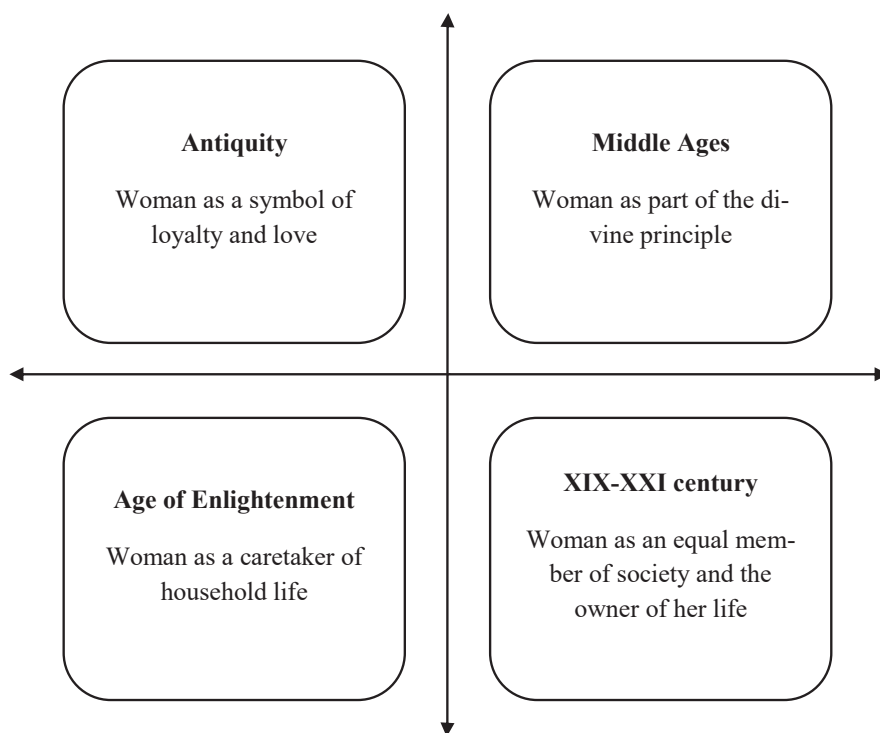 Antiquity
Woman as a symbol of
loyalty and love
Middle Ages
Woman as part of the di-
vine principle
Age of Enlightenment
Woman as a caretaker of
household life
XIX-XXI century
Woman as an equal mem-
ber of society and the
owner of her life